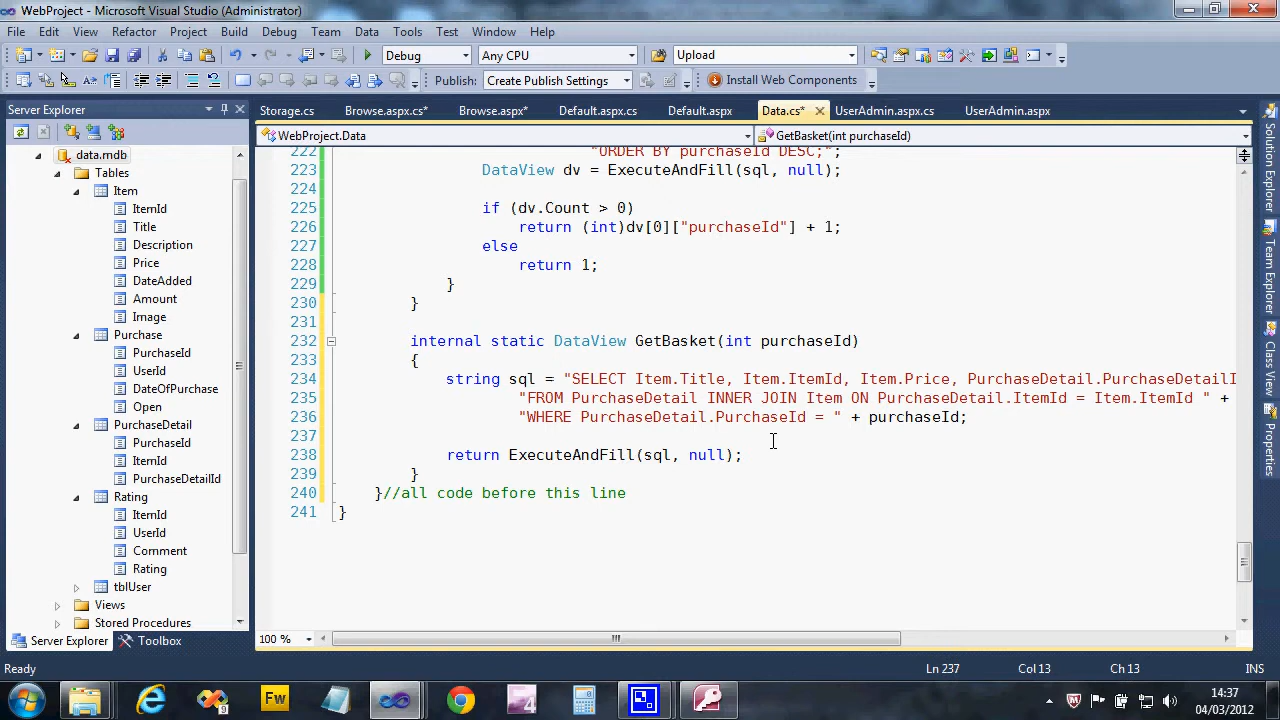 WebProject - Microsoft Visual Studio (Administrator)
File Edit View Refactor Project Build Debug Team Data Tools Test Window Help
Debug Any CPU Upload
Publish: Create Publish Settings Install Web Components
Server Explorer
Storage.cs Browse.aspx.cs* Browse.aspx* Default.aspx.cs Default.aspx Data.cs* UserAdmin.aspx.cs UserAdmin.aspx
WebProject.Data GetBasket(int purchaseId)
data.mdb
Tables
Item
ItemId
Title
Description
Price
DateAdded
Amount
Image
Purchase
PurchaseId
UserId
DateOfPurchase
Open
PurchaseDetail
PurchaseId
ItemId
PurchaseDetailId
Rating
ItemId
UserId
Comment
Rating
tblUser
Views
Stored Procedures
Server Explorer Toolbox
222 "ORDER BY purchaseId DESC;";
223 DataView dv = ExecuteAndFill(sql, null);
224
225 if (dv.Count > 0)
226 return (int)dv[0]["purchaseId"] + 1;
227 else
228 return 1;
229 }
230 }
231
232 internal static DataView GetBasket(int purchaseId)
233 {
234 string sql = "SELECT Item.Title, Item.ItemId, Item.Price, PurchaseDetail.PurchaseDetailI
235 "FROM PurchaseDetail INNER JOIN Item ON PurchaseDetail.ItemId = Item.ItemId " +
236 "WHERE PurchaseDetail.PurchaseId = " + purchaseId;
237
238 return ExecuteAndFill(sql, null);
239 }
240 }//all code before this line
241 }
100 %
Solution Explorer
Team Explorer
Class View
Properties
Ready Ln 237 Col 13 Ch 13 INS
Fw
4
14:37
04/03/2012